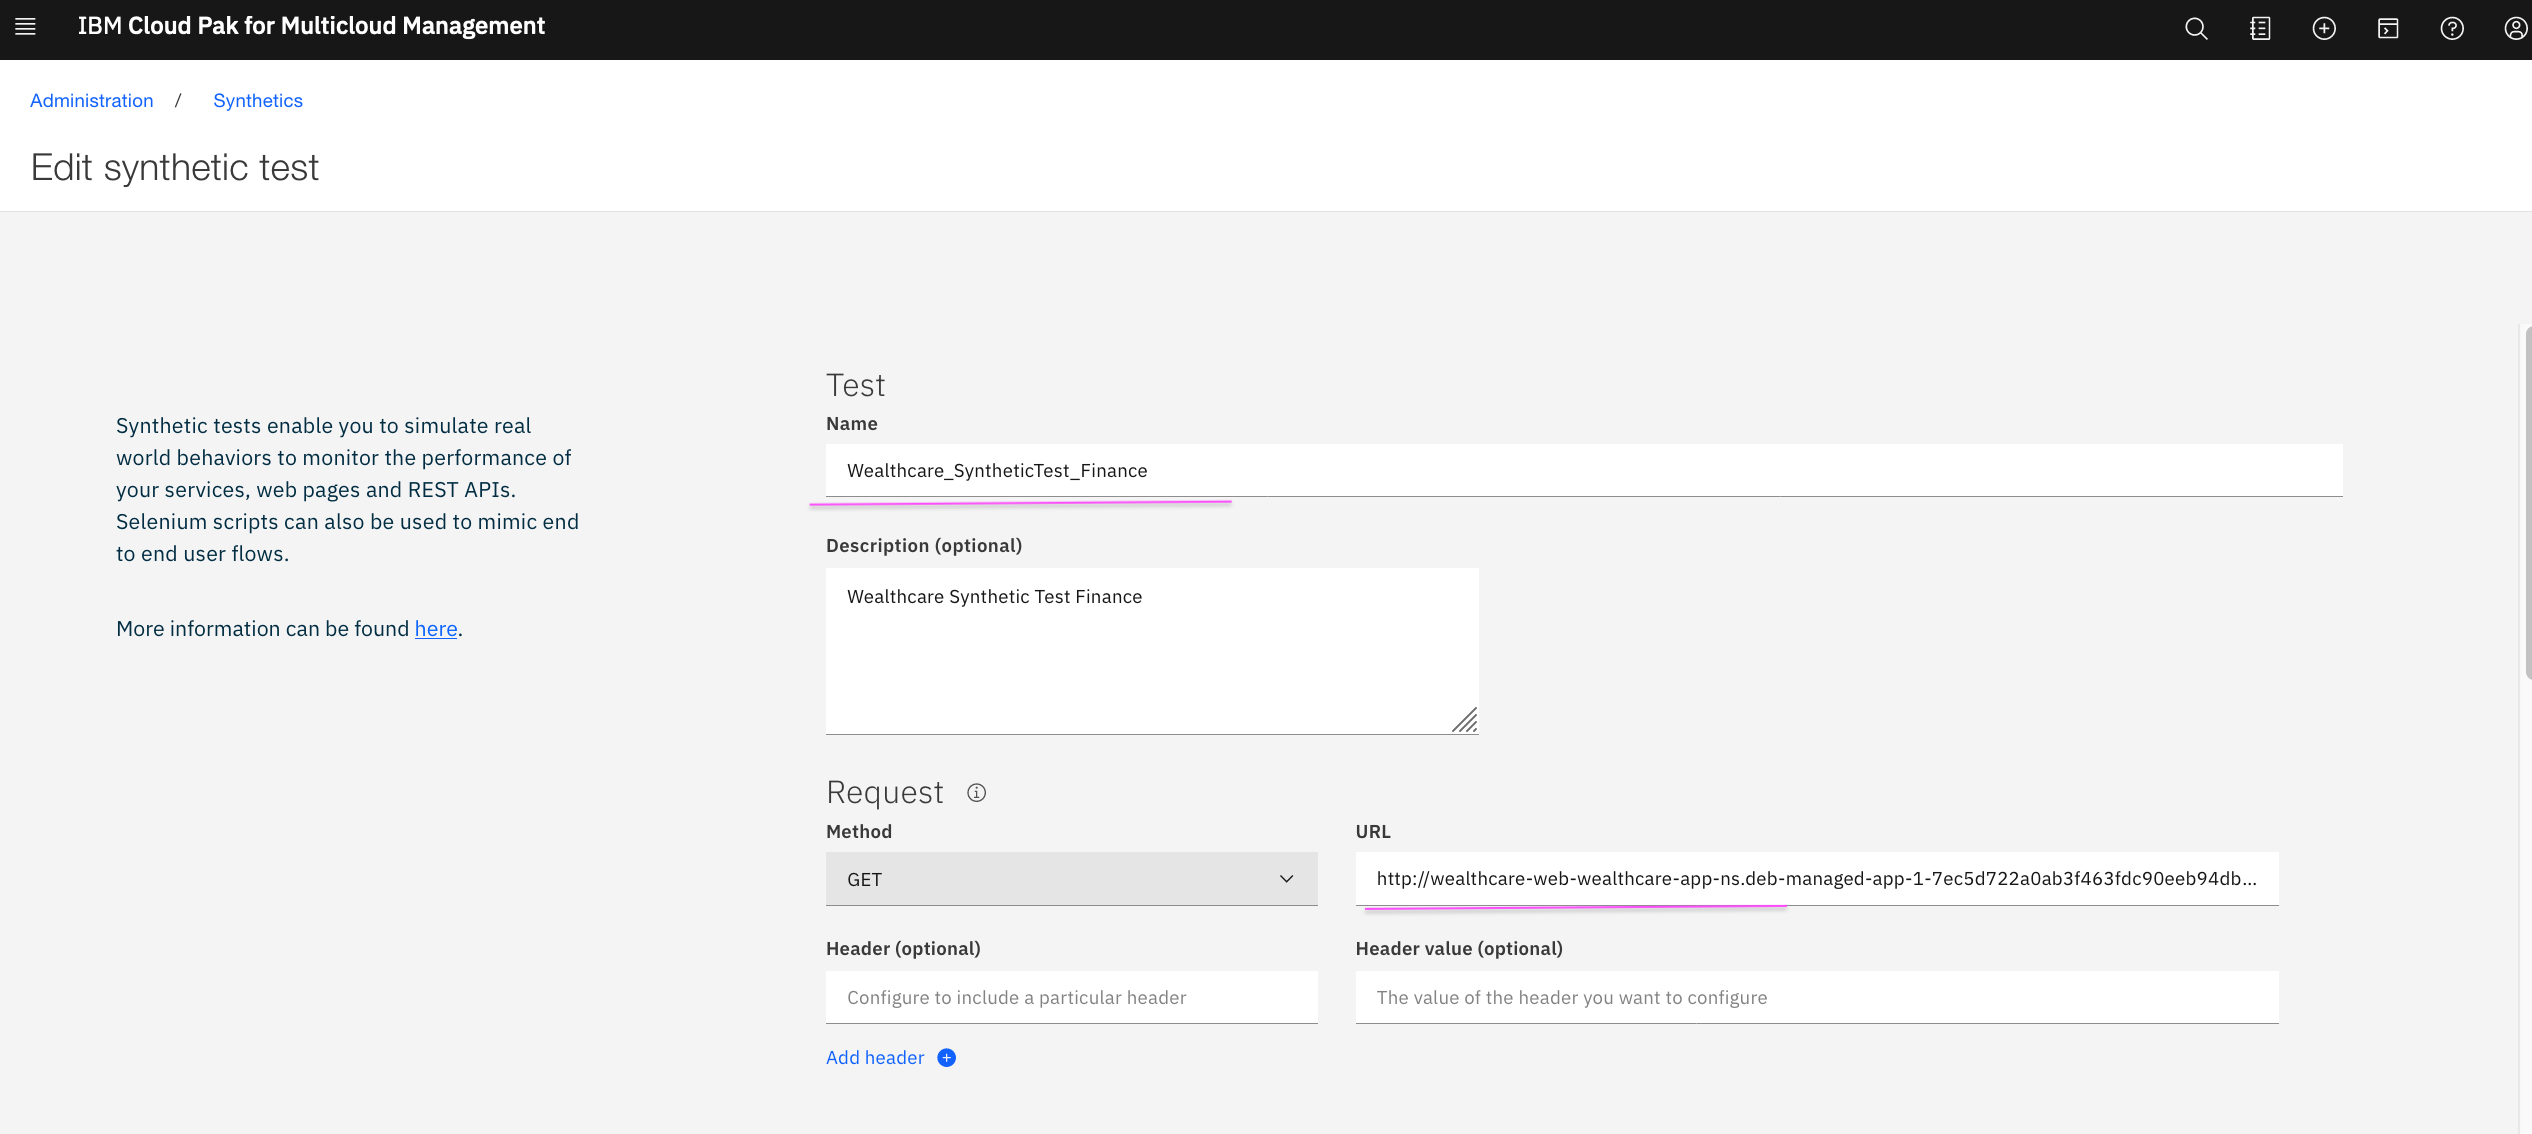 IBM Cloud Pak for Multicloud Management
Administration / Synthetics
Edit synthetic test
Synthetic tests enable you to simulate real
world behaviors to monitor the performance of
your services, web pages and REST APIs.
Selenium scripts can also be used to mimic end
to end user flows.
More information can be found here.
Test
Name
Wealthcare_SyntheticTest_Finance
Description (optional)
Wealthcare Synthetic Test Finance
Request
Method
URL
GET
http://wealthcare-web-wealthcare-app-ns.deb-managed-app-1-7ec5d722a0ab3f463fdc90eeb94db...
Header (optional)
Header value (optional)
Configure to include a particular header
The value of the header you want to configure
Add header